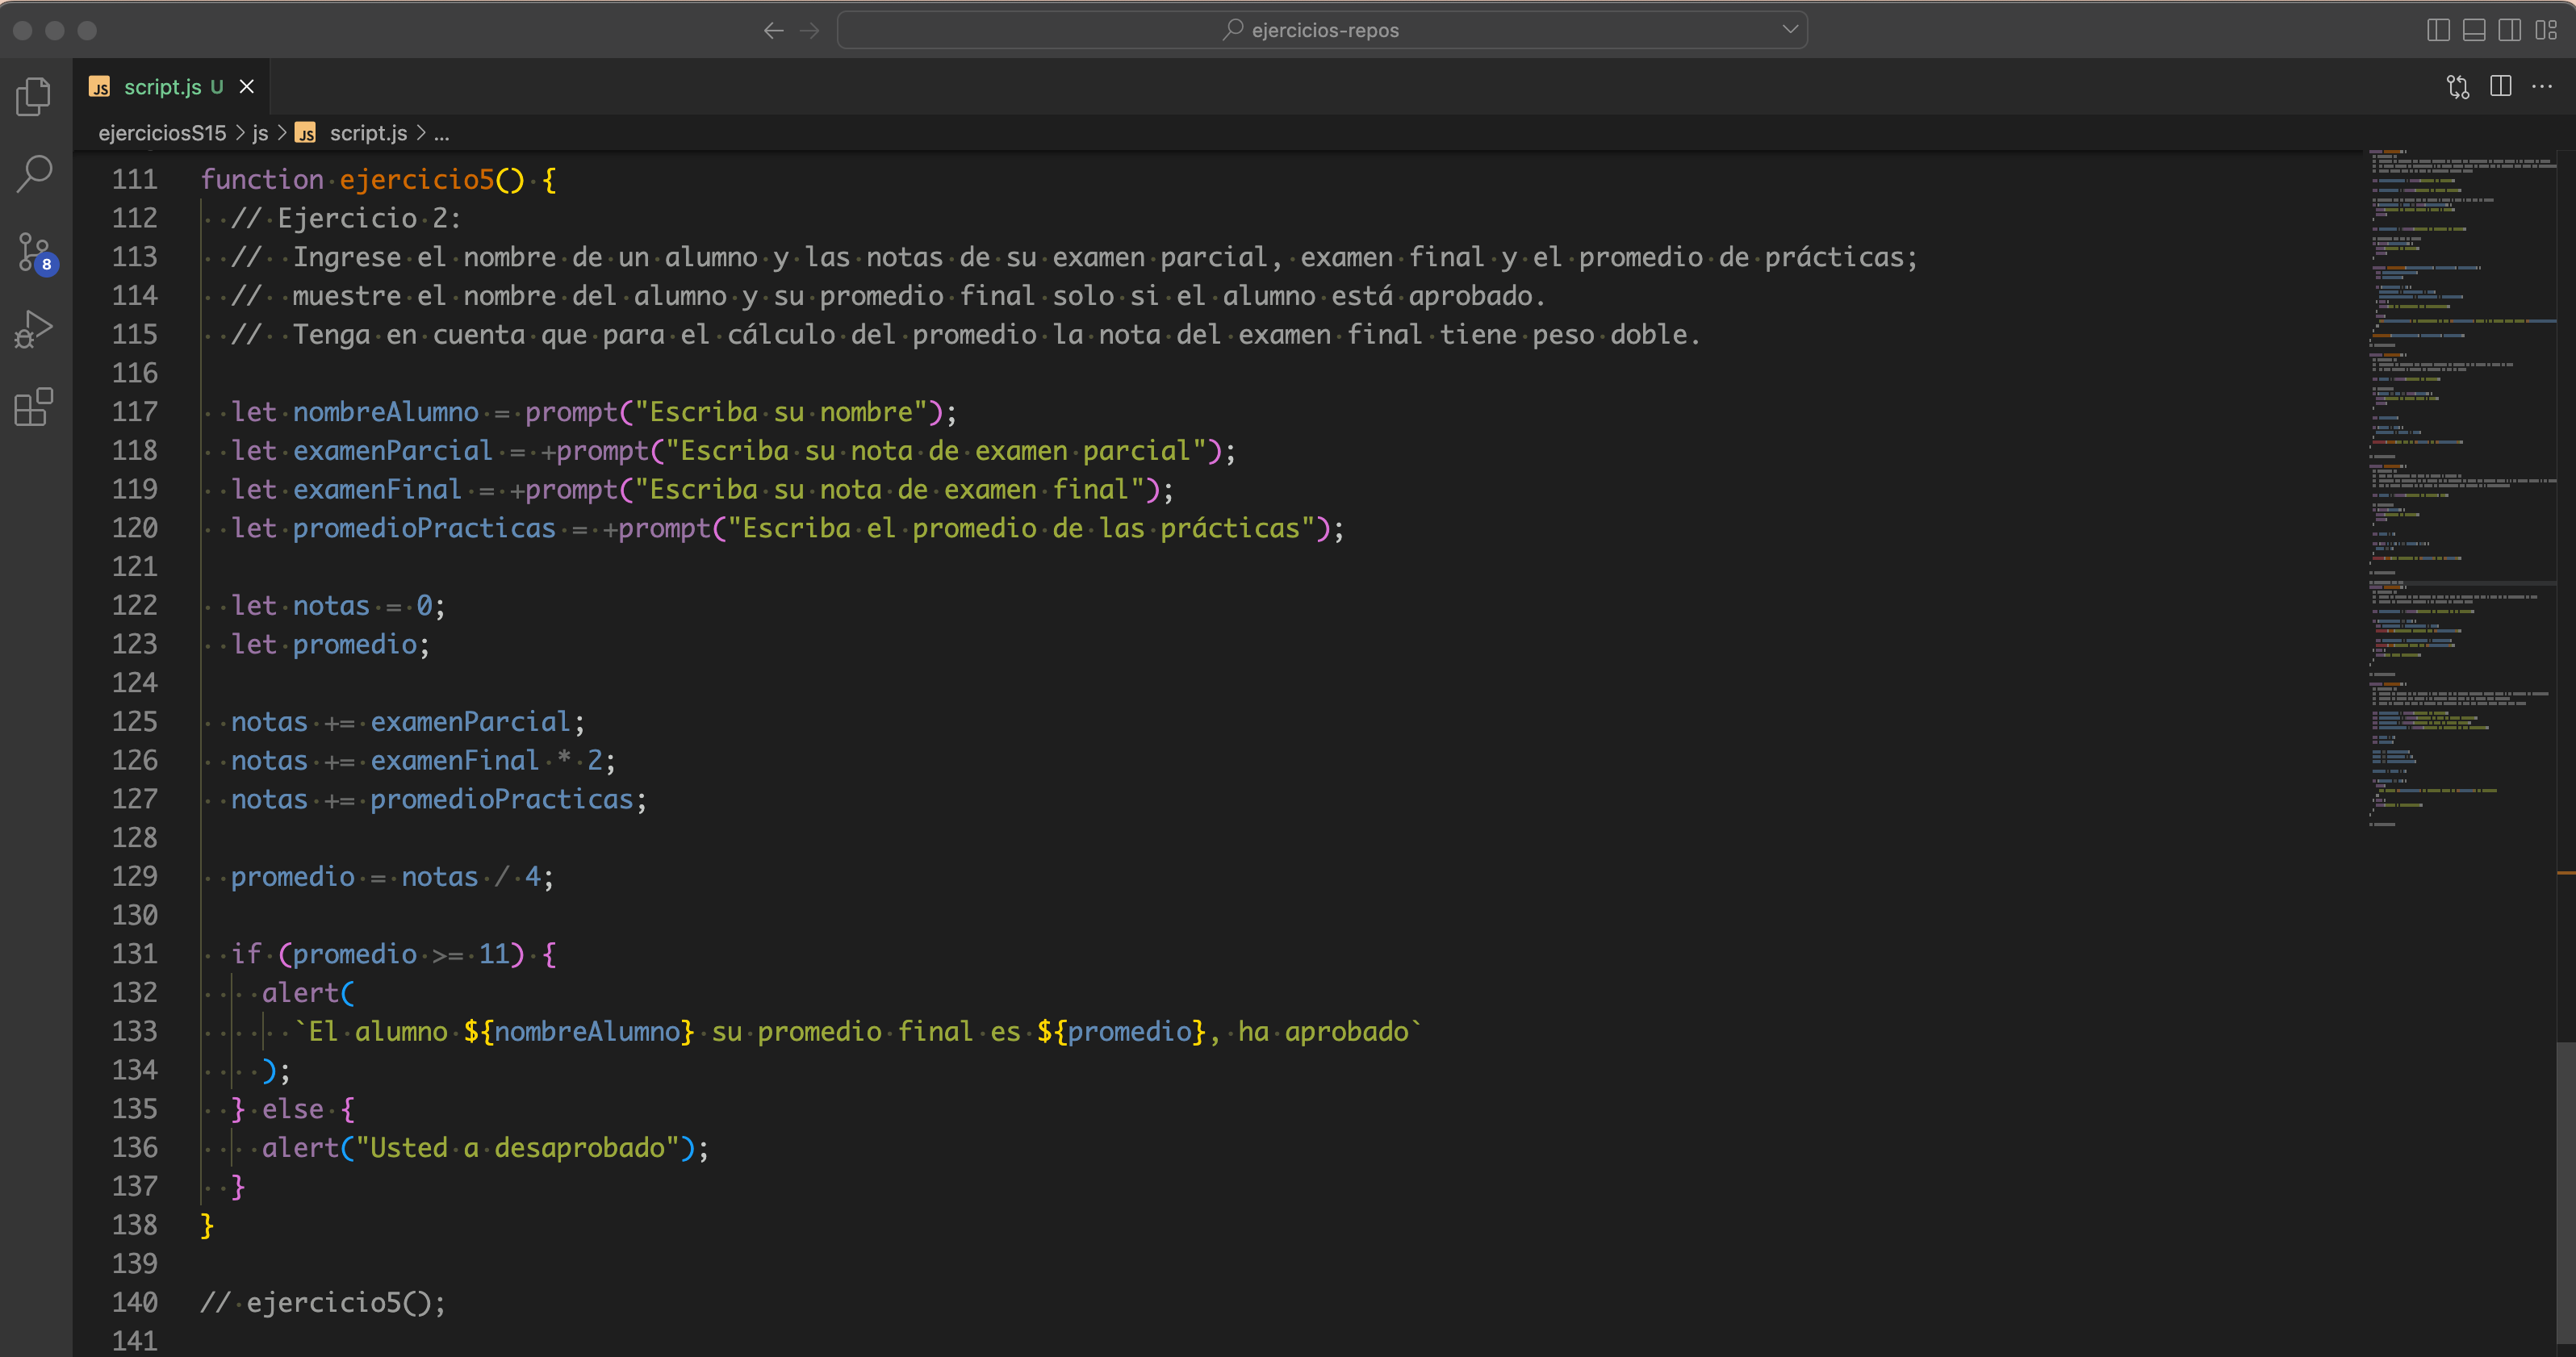 ejercicios-repos
JS script.js U
ejerciciosS15 > js > JS script.js > ...
8
111 function ejercicio5() {
112 // Ejercicio 2:
113 // Ingrese el nombre de un alumno y las notas de su examen parcial, examen final y el promedio de prácticas;
114 // muestre el nombre del alumno y su promedio final solo si el alumno está aprobado.
115 // Tenga en cuenta que para el cálculo del promedio la nota del examen final tiene peso doble.
116
117 let nombreAlumno = prompt("Escriba su nombre");
118 let examenParcial = +prompt("Escriba su nota de examen parcial");
119 let examenFinal = +prompt("Escriba su nota de examen final");
120 let promedioPracticas = +prompt("Escriba el promedio de las prácticas");
121
122 let notas = 0;
123 let promedio;
124
125 notas += examenParcial;
126 notas += examenFinal * 2;
127 notas += promedioPracticas;
128
129 promedio = notas / 4;
130
131 if (promedio >= 11) {
132 alert(
133 `El alumno ${nombreAlumno} su promedio final es ${promedio}, ha aprobado`
134 );
135 } else {
136 alert("Usted a desaprobado");
137 }
138 }
139
140 // ejercicio5();
141